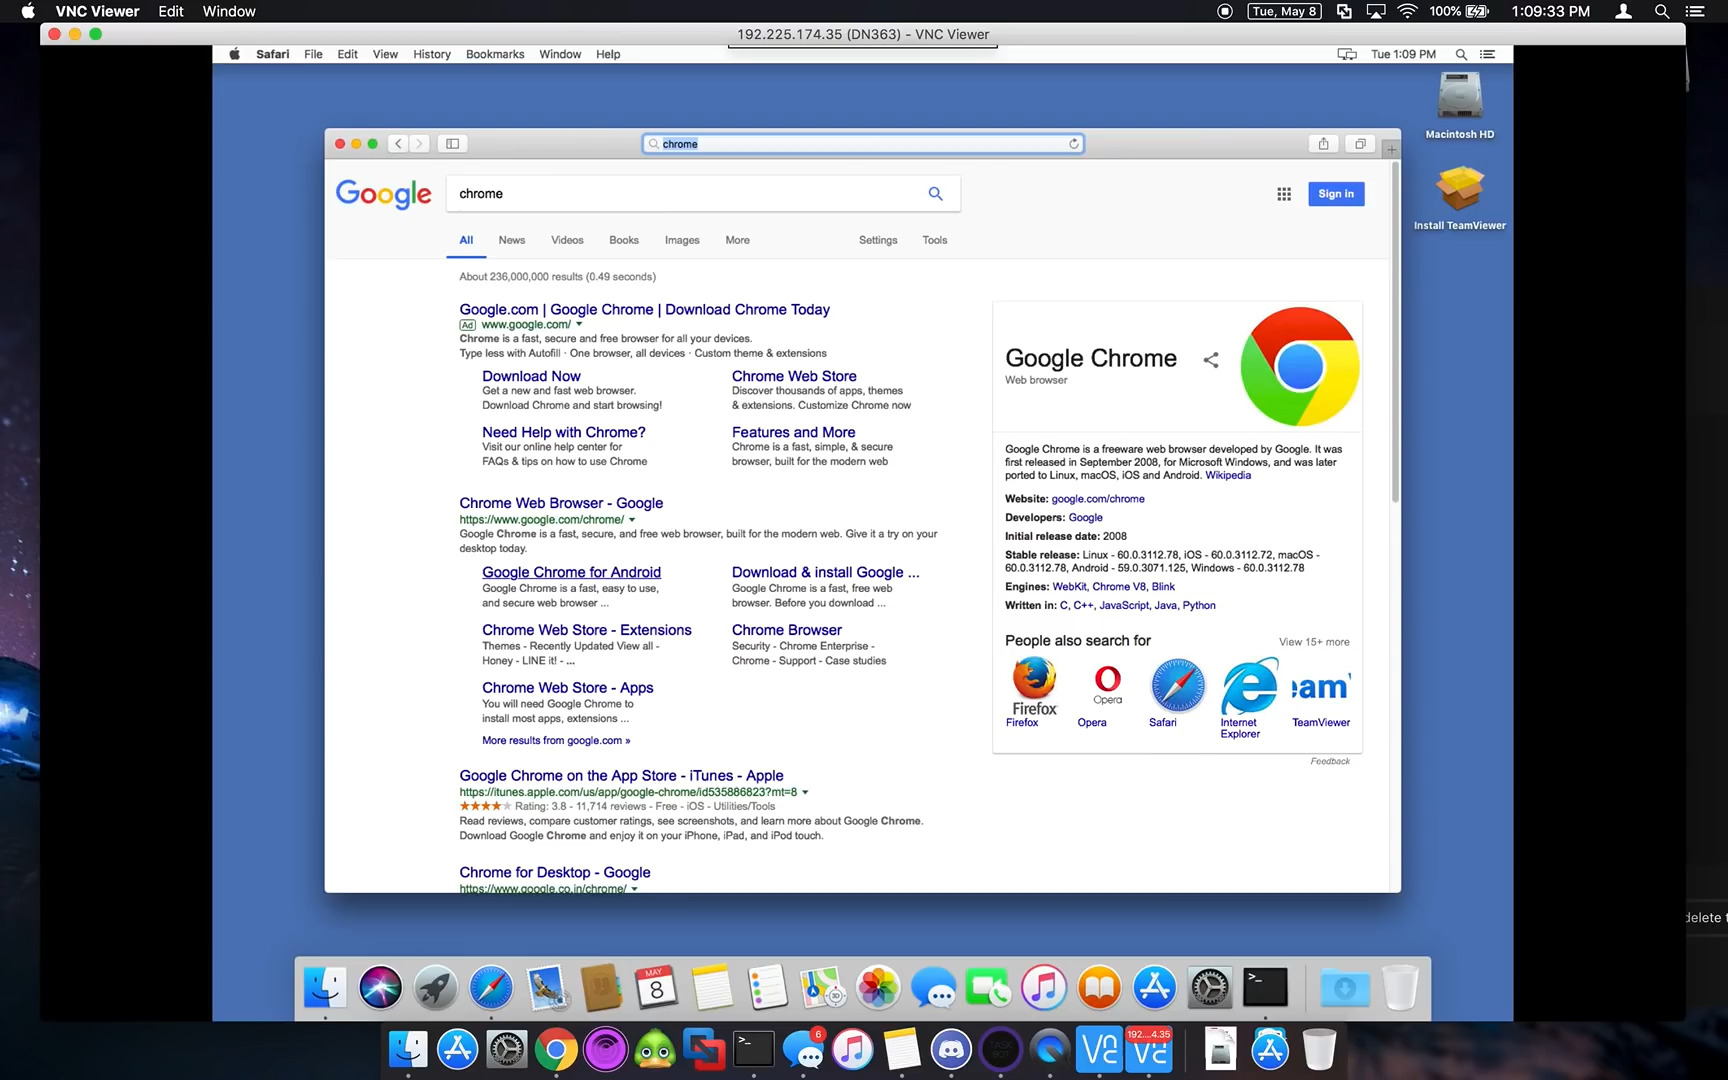 VNC Viewer Edit Window
Tue, May 8 100% 1:09:33 PM
192.225.174.35 (DN363) - VNC Viewer
Safari File Edit View History Bookmarks Window Help
Tue 1:09 PM
Macintosh HD
Install TeamViewer
chrome
Google
chrome
Sign in
All News Videos Books Images More Settings Tools
About 236,000,000 results (0.49 seconds)
Google.com | Google Chrome | Download Chrome Today
Ad www.google.com/
Chrome is a fast, secure and free browser for all your devices.
Type less with Autofill · One browser, all devices · Custom theme & extensions
Download Now
Get a new and fast web browser.
Download Chrome and start browsing!
Chrome Web Store
Discover thousands of apps, themes
& extensions. Customize Chrome now
Need Help with Chrome?
Visit our online help center for
FAQs & tips on how to use Chrome
Features and More
Chrome is a fast, simple, & secure
browser, built for the modern web
Chrome Web Browser - Google
https://www.google.com/chrome/
Google Chrome is a fast, secure, and free web browser, built for the modern web. Give it a try on your
desktop today.
Google Chrome for Android
Google Chrome is a fast, easy to use,
and secure web browser ...
Download & install Google ...
Google Chrome is a fast, free web
browser. Before you download ...
Chrome Web Store - Extensions
Themes - Recently Updated View all -
Honey - LINE it! - ...
Chrome Browser
Security - Chrome Enterprise -
Chrome - Support - Case studies
Chrome Web Store - Apps
You will need Google Chrome to
install most apps, extensions ...
More results from google.com »
Google Chrome on the App Store - iTunes - Apple
https://itunes.apple.com/us/app/google-chrome/id535886823?mt=8
Rating: 3.8 - 11,714 reviews - Free - iOS - Utilities/Tools
Read reviews, compare customer ratings, see screenshots, and learn more about Google Chrome.
Download Google Chrome and enjoy it on your iPhone, iPad, and iPod touch.
Chrome for Desktop - Google
https://www.google.co.in/chrome/
Google Chrome
Web browser
Google Chrome is a freeware web browser developed by Google. It was
first released in September 2008, for Microsoft Windows, and was later
ported to Linux, macOS, iOS and Android. Wikipedia
Website: google.com/chrome
Developers: Google
Initial release date: 2008
Stable release: Linux - 60.0.3112.78, iOS - 60.0.3112.72, macOS -
60.0.3112.78, Android - 59.0.3071.125, Windows - 60.0.3112.78
Engines: WebKit, Chrome V8, Blink
Written in: C, C++, JavaScript, Java, Python
People also search for
View 15+ more
Firefox
Opera
eam
Firefox Opera Safari Internet TeamViewer
Explorer
Feedback
delete t
MAY
8
3D
>_
>_
6
VC
192....4.35
VC